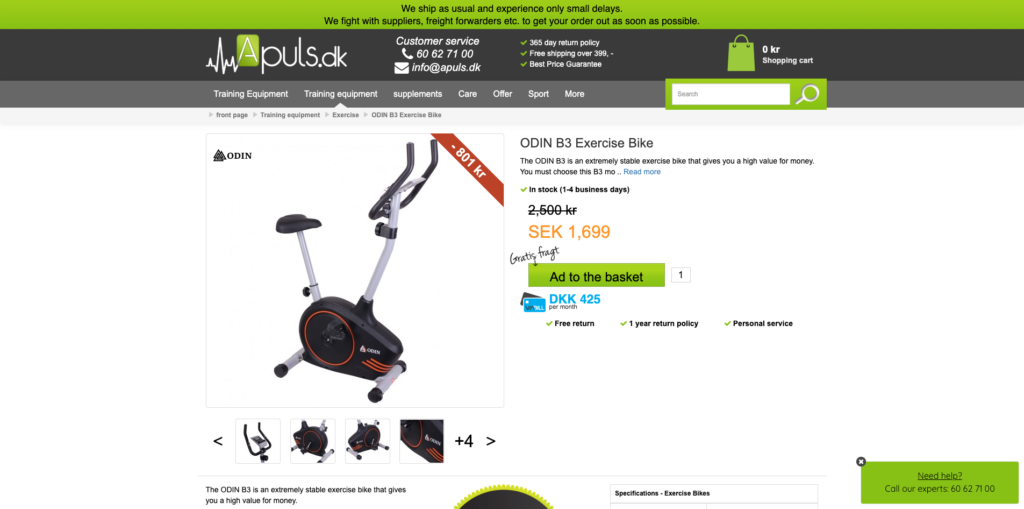 We ship as usual and experience only small delays.
We fight with suppliers, freight forwarders etc. to get your order out as soon as possible.
Apuls.dk
Customer service
60 62 71 00
info@apuls.dk
365 day return policy
Free shipping over 399, -
Best Price Guarantee
0 kr
Shopping cart
Training Equipment Training equipment supplements Care Offer Sport More
Search
front page Training equipment Exercise ODIN B3 Exercise Bike
ODIN
- 801 kr
ODIN
ODIN B3 Exercise Bike
The ODIN B3 is an extremely stable exercise bike that gives you a high value for money.
You must choose this B3 mo .. Read more
In stock (1-4 business days)
2,500 kr
SEK 1,699
Gratis fragt
Ad to the basket 1
DKK 425
per month
Free return 1 year return policy Personal service
< ODIN +4 >
The ODIN B3 is an extremely stable exercise bike that gives
you a high value for money.
Specifications - Exercise Bikes
Need help?
Call our experts: 60 62 71 00